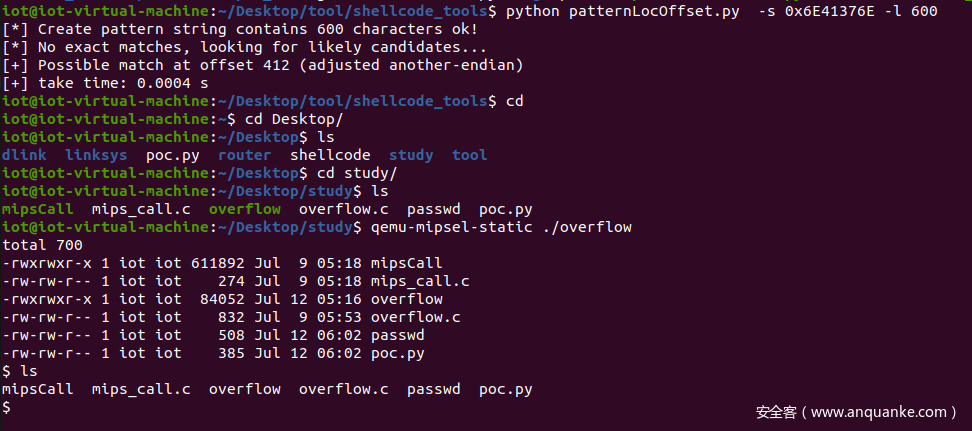 iot@iot-virtual-machine:~/Desktop/tool/shellcode_tools$ python patternLocOffset.py  -s 0x6E41376E -l 600
[*] Create pattern string contains 600 characters ok!
[*] No exact matches, looking for likely candidates...
[+] Possible match at offset 412 (adjusted another-endian)
[+] take time: 0.0004 s
iot@iot-virtual-machine:~/Desktop/tool/shellcode_tools$ cd
iot@iot-virtual-machine:~$ cd Desktop/
iot@iot-virtual-machine:~/Desktop$ ls
dlink  linksys  poc.py  router  shellcode  study  tool
iot@iot-virtual-machine:~/Desktop$ cd study/
iot@iot-virtual-machine:~/Desktop/study$ ls
mipsCall  mips_call.c  overflow  overflow.c  passwd  poc.py
iot@iot-virtual-machine:~/Desktop/study$ qemu-mipsel-static ./overflow
total 700
-rwxrwxr-x 1 iot iot 611892 Jul  9 05:18 mipsCall
-rw-rw-r-- 1 iot iot    274 Jul  9 05:18 mips_call.c
-rwxrwxr-x 1 iot iot  84052 Jul 12 05:16 overflow
-rw-rw-r-- 1 iot iot    832 Jul  9 05:53 overflow.c
-rw-rw-r-- 1 iot iot    508 Jul 12 06:02 passwd
-rw-rw-r-- 1 iot iot    385 Jul 12 06:02 poc.py
$ ls
mipsCall  mips_call.c  overflow  overflow.c  passwd  poc.py
$
安全客（www.anquanke.com）